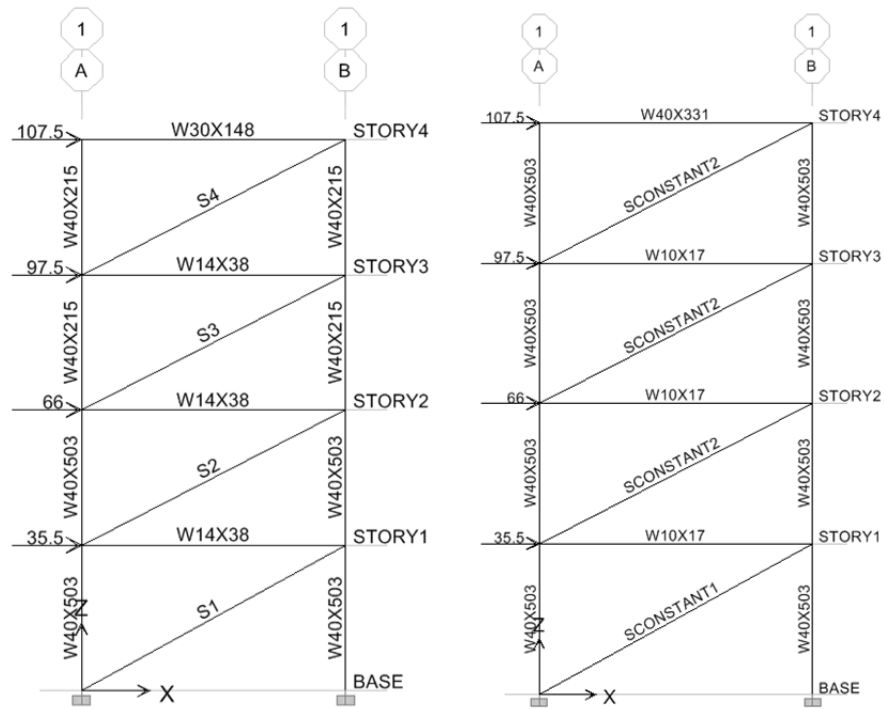 1
1
A
B
107.5
W30X148
STORY4
W40X215
S4
W40X215
97.5
W14X38
STORY3
W40X215
S3
W40X215
66
W14X38
STORY2
W40X503
S2
W40X503
35.5
W14X38
STORY1
W40X503
S1
W40X503
Z
X
BASE
1
1
A
B
107.5
W40X331
STORY4
W40X503
SCONSTANT2
W40X503
97.5
W10X17
STORY3
W40X503
SCONSTANT2
W40X503
66
W10X17
STORY2
W40X503
SCONSTANT2
W40X503
35.5
W10X17
STORY1
W40X503
SCONSTANT1
W40X503
Z
X
BASE